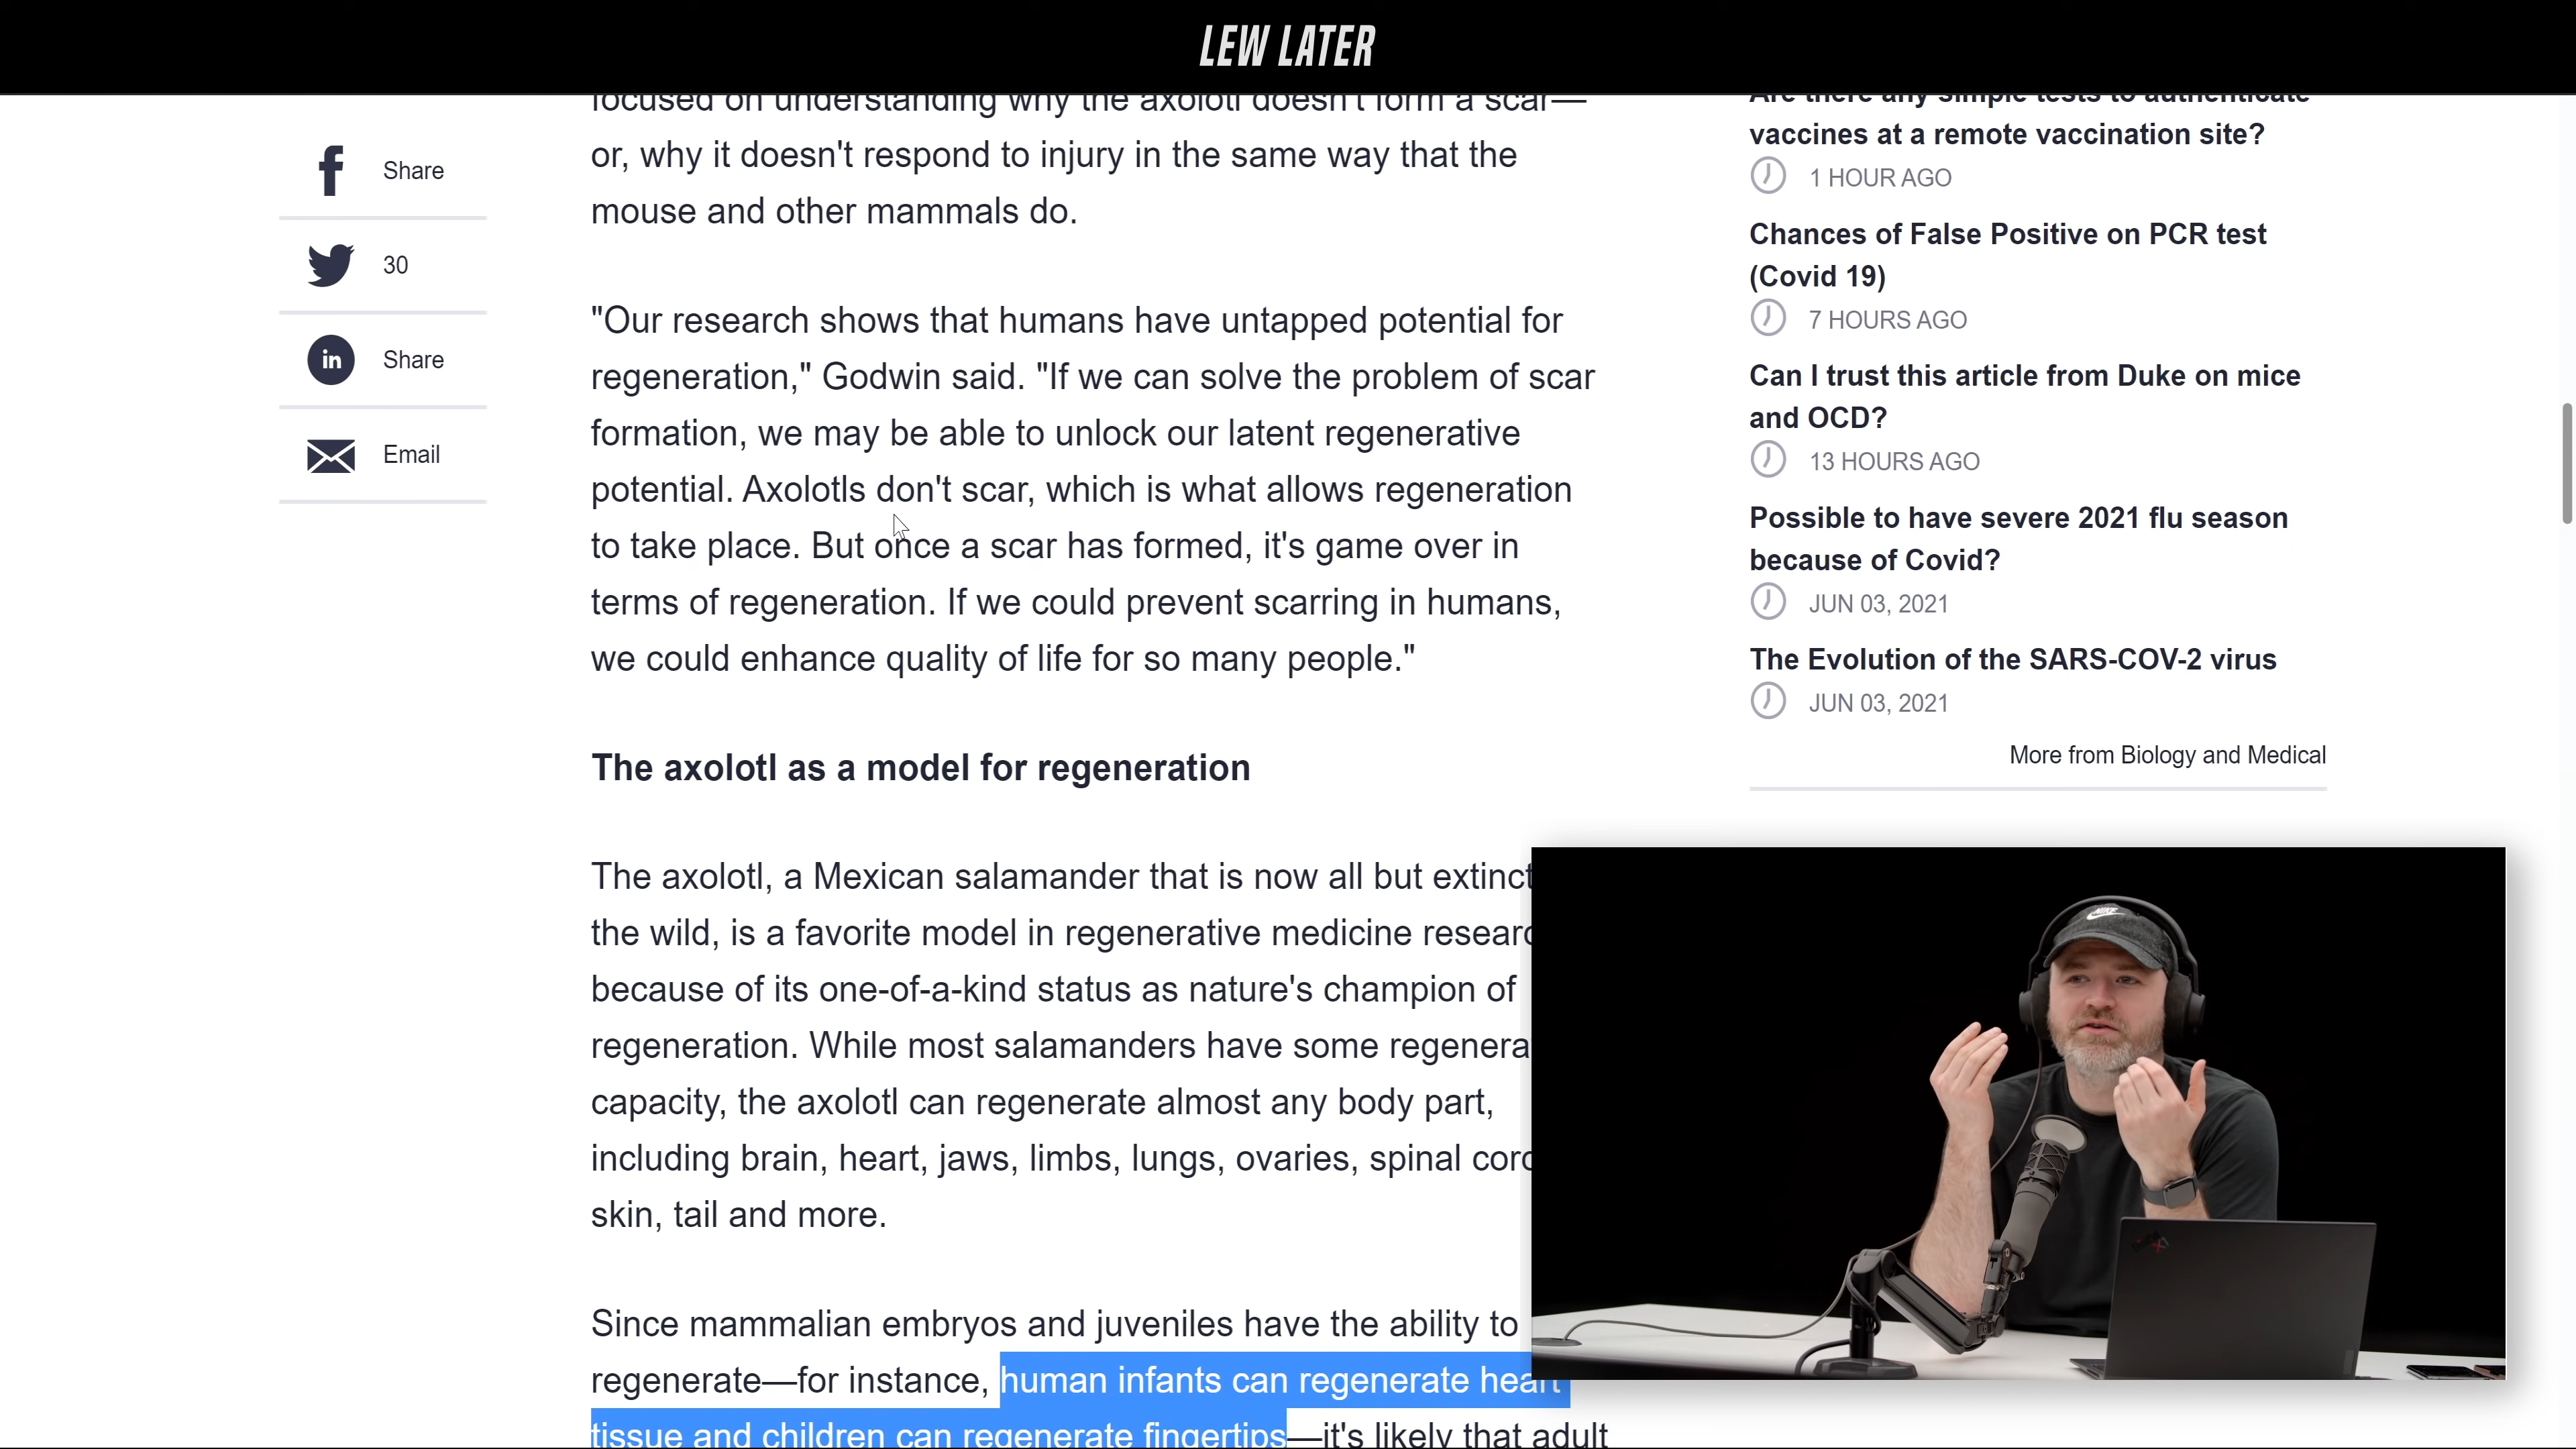 LEW LATER
focused on understanding why the axolotl doesn't form a scar—
or, why it doesn't respond to injury in the same way that the
mouse and other mammals do.
"Our research shows that humans have untapped potential for
regeneration," Godwin said. "If we can solve the problem of scar
formation, we may be able to unlock our latent regenerative
potential. Axolotls don't scar, which is what allows regeneration
to take place. But once a scar has formed, it's game over in
terms of regeneration. If we could prevent scarring in humans,
we could enhance quality of life for so many people."
The axolotl as a model for regeneration
The axolotl, a Mexican salamander that is now all but extinct
the wild, is a favorite model in regenerative medicine
because of its one-of-a-kind status as nature's champion of
regeneration. While most salamanders have some
capacity, the axolotl can regenerate almost any body part,
including brain, heart, jaws, limbs, lungs, ovaries, spinal
skin, tail and more.
Since mammalian embryos and juveniles have the ability to
regenerate—for instance, human infants can regenerate heart
tissue and children can regenerate fingertips—it's likely that adult
Share
30
in
Share
Email
Are there any simple tests to authenticate
vaccines at a remote vaccination site?
1 HOUR AGO
Chances of False Positive on PCR test
(Covid 19)
7 HOURS AGO
Can I trust this article from Duke on mice
and OCD?
13 HOURS AGO
Possible to have severe 2021 flu season
because of Covid?
JUN 03, 2021
The Evolution of the SARS-COV-2 virus
JUN 03, 2021
More from Biology and Medical
NIKE